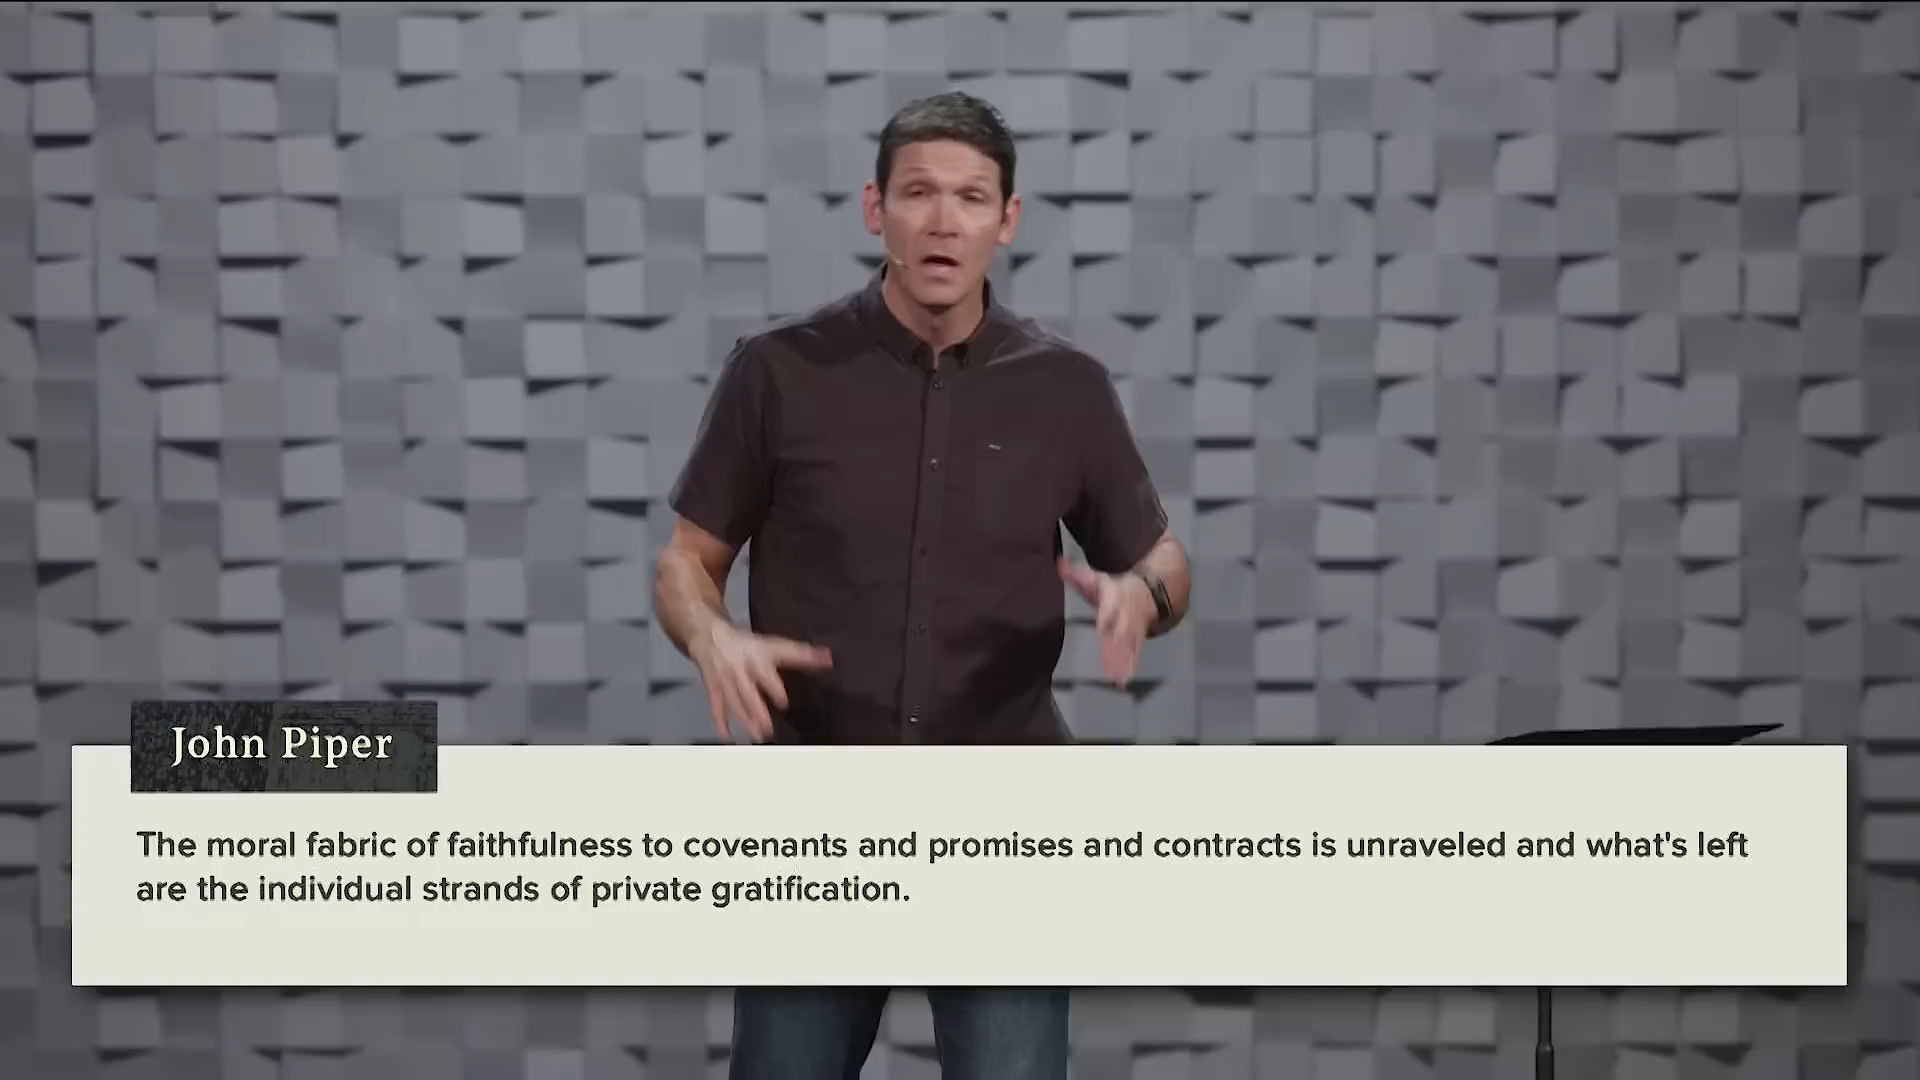 John Piper
The moral fabric of faithfulness to covenants and promises and contracts is unraveled and what's left
are the individual strands of private gratification.